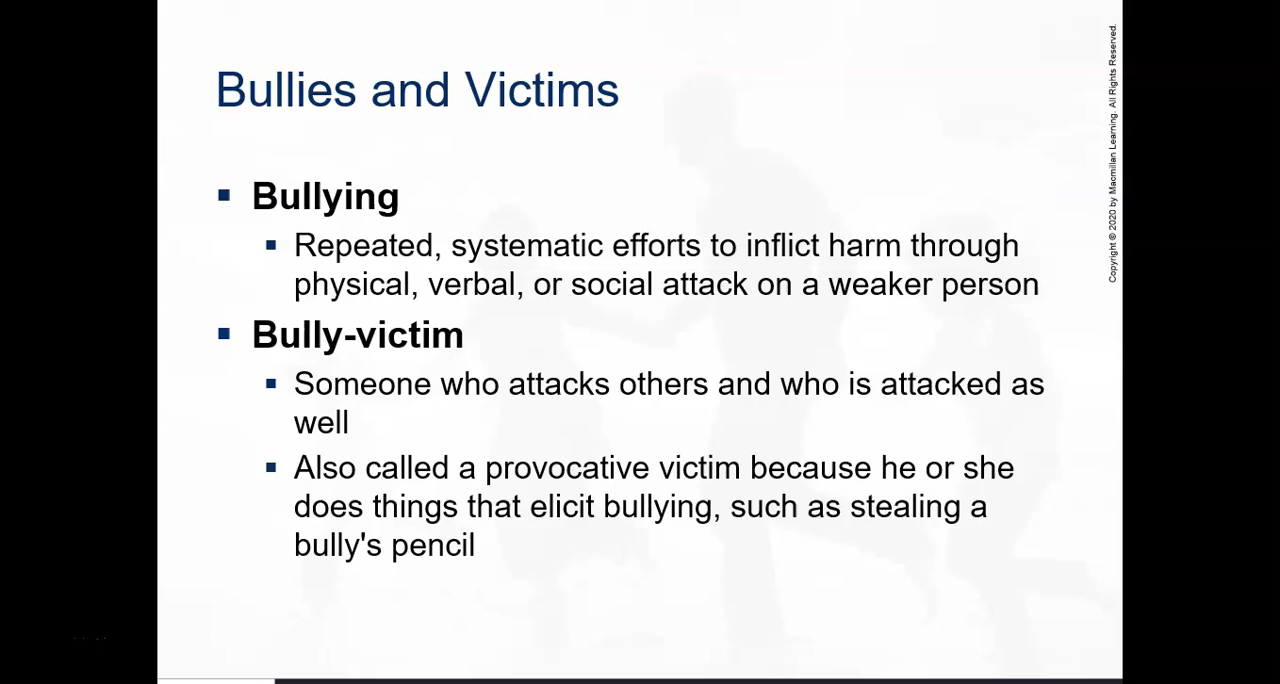 Bullies and Victims
▪ Bullying
▪ Repeated, systematic efforts to inflict harm through
physical, verbal, or social attack on a weaker person
▪ Bully-victim
▪ Someone who attacks others and who is attacked as
well
▪ Also called a provocative victim because he or she
does things that elicit bullying, such as stealing a
bully's pencil
Copyright © 2020 by Macmillan Learning. All Rights Reserved.